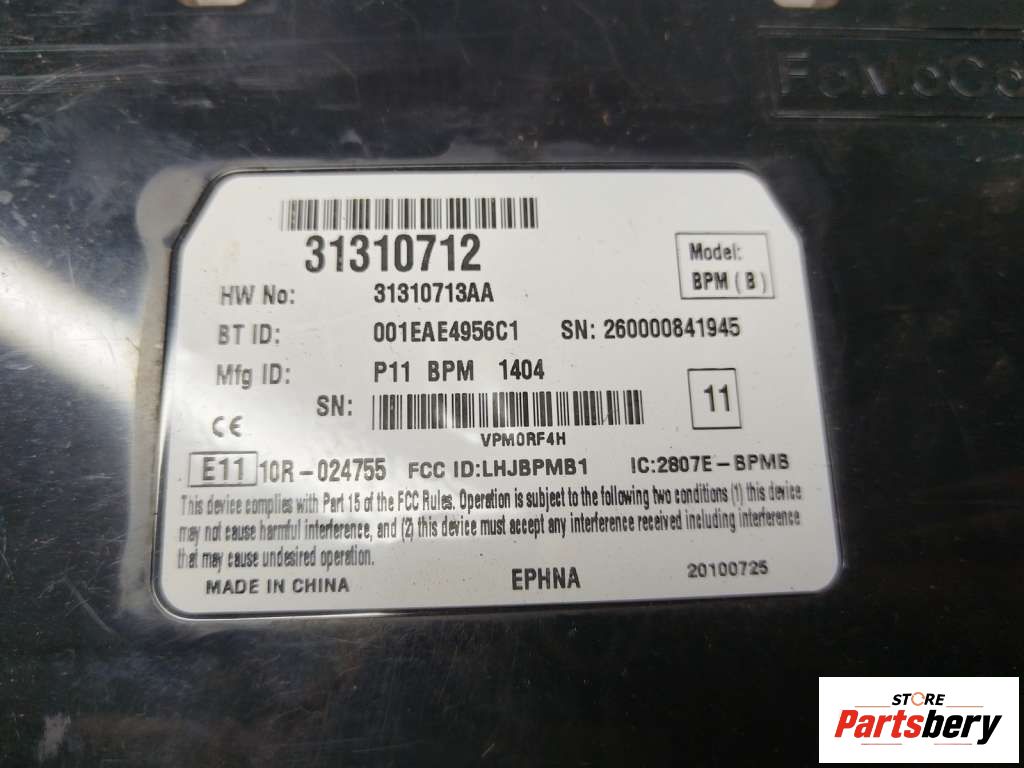 FoMoCo
31310712
Model:
BPM (B)
HW No: 31310713AA
BT ID: 001EAE4956C1 SN: 260000841945
Mfg ID: P11 BPM 1404
11
SN:
VPM0RF4H
CE
E11 10R-024755 FCC ID:LHJBPMB1 IC:2807E-BPMB
This device complies with Part 15 of the FCC Rules. Operation is subject to the following two conditions (1) this device
may not cause harmful interference, and (2) this device must accept any interference received including interference
that may cause undesired operation.
MADE IN CHINA EPHNA 20100725
STORE
Partsbery